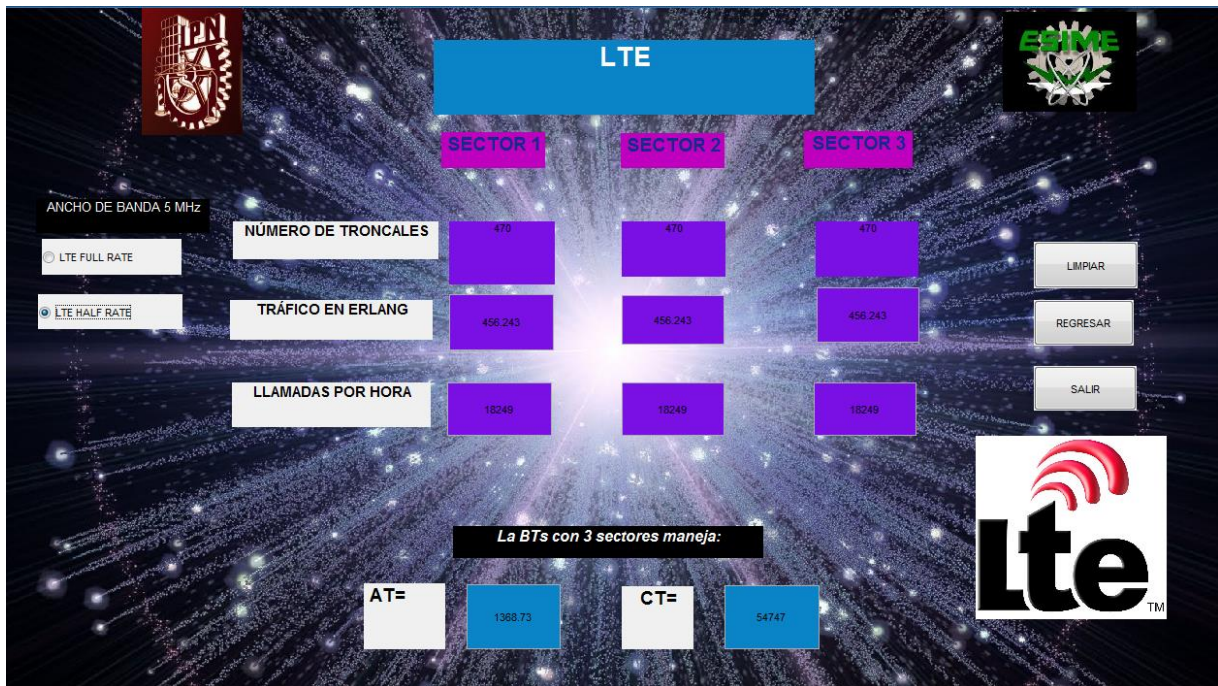 IPN
LTE
ESIME
SECTOR 1
SECTOR 2
SECTOR 3
ANCHO DE BANDA 5 MHz
LTE FULL RATE
LTE HALF RATE
NÚMERO DE TRONCALES
470
470
470
TRÁFICO EN ERLANG
456.243
456.243
456.243
LLAMADAS POR HORA
18249
18249
18249
LIMPIAR
REGRESAR
SALIR
La BTs con 3 sectores maneja:
AT=
1368.73
CT=
54747
Lte
TM